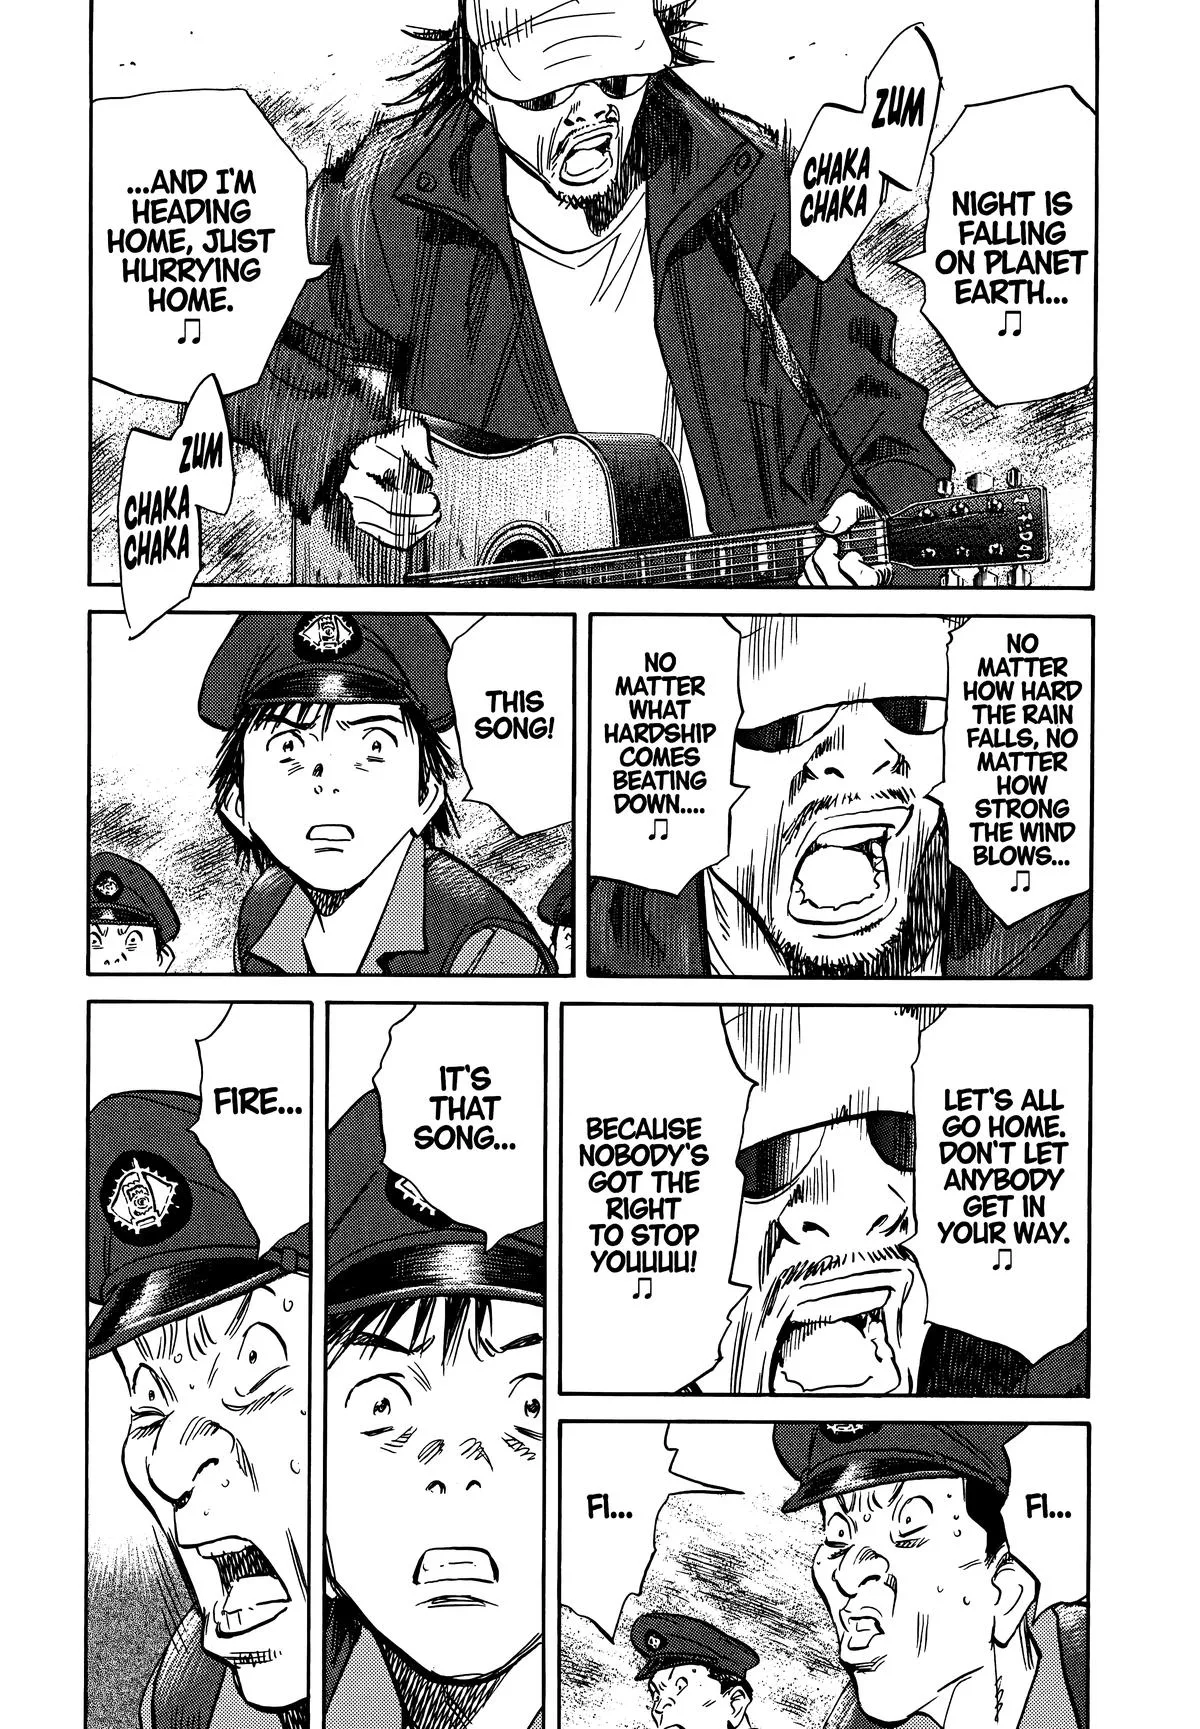 NIGHT IS
FALLING
ON PLANET
EARTH...
♫
ZUM
CHAKA
CHAKA
...AND I'M
HEADING
HOME, JUST
HURRYING
HOME.
♫
ZUM
CHAKA
CHAKA
NO
MATTER
HOW HARD
THE RAIN
FALLS, NO
MATTER
HOW
STRONG
THE WIND
BLOWS...
♫
NO
MATTER
WHAT
HARDSHIP
COMES
BEATING
DOWN....
♫
THIS
SONG!
LET'S ALL
GO HOME.
DON'T LET
ANYBODY
GET IN
YOUR WAY.
♫
BECAUSE
NOBODY'S
GOT THE
RIGHT
TO STOP
YOUUUU!
♫
IT'S
THAT
SONG...
FIRE...
FI...
FI...